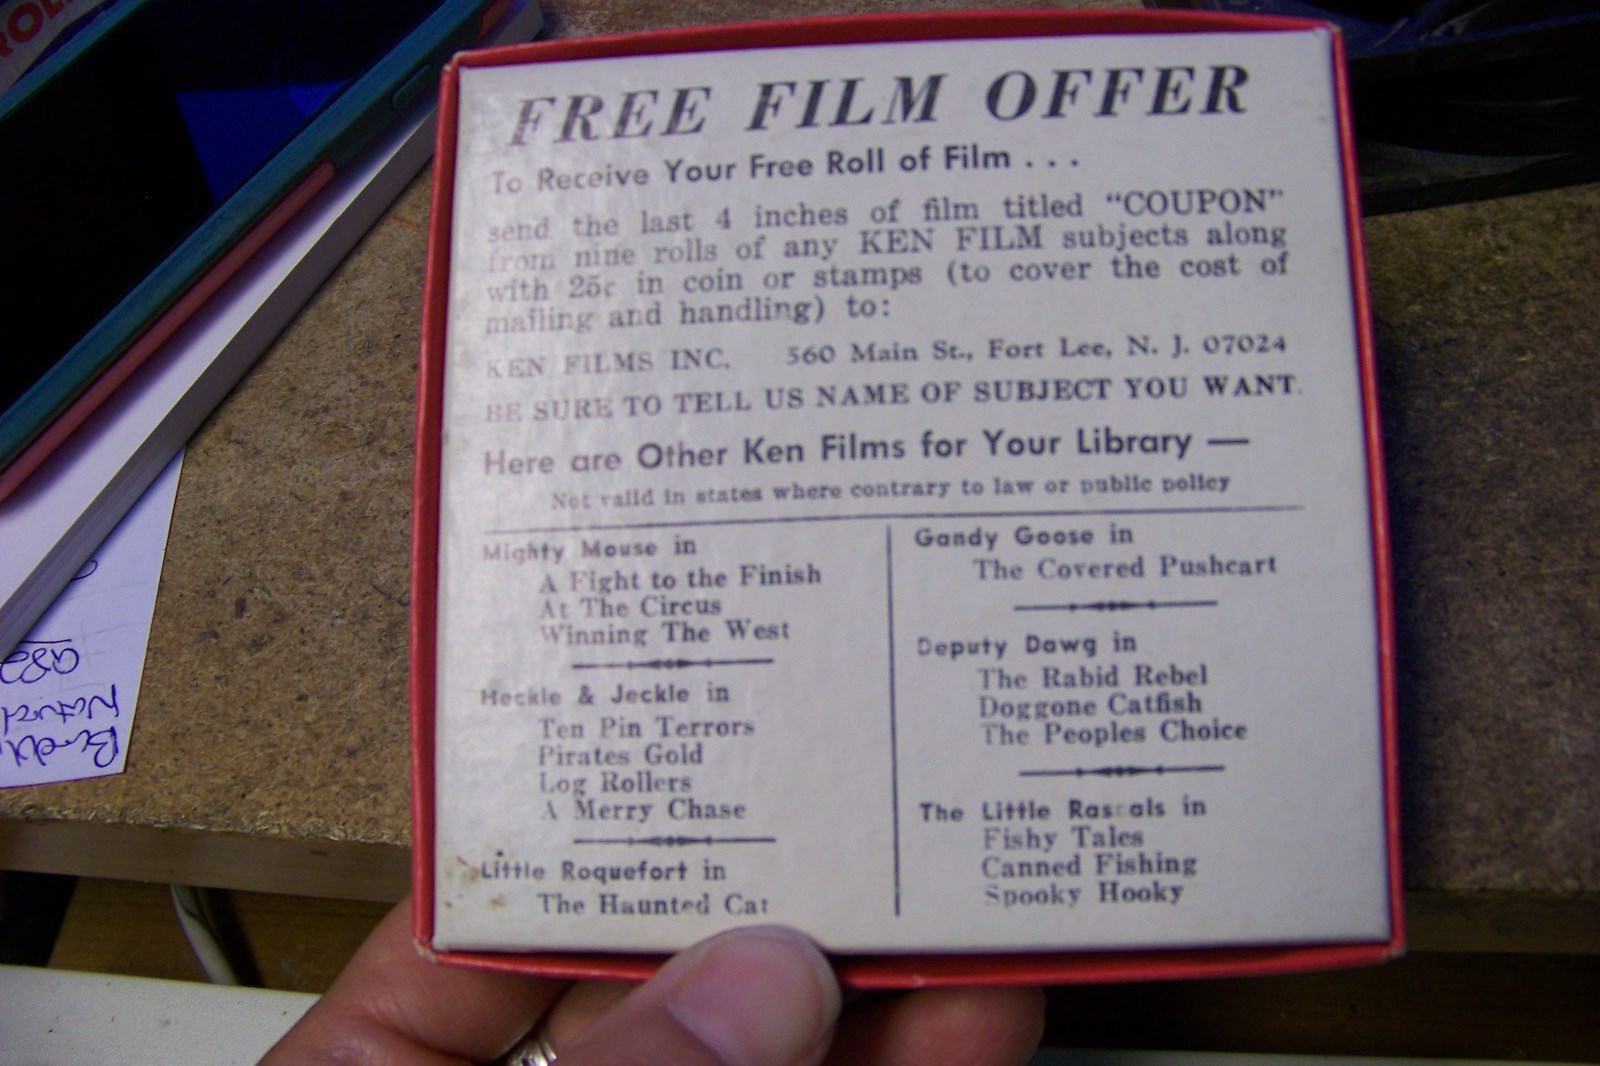 FREE FILM OFFER
To Receive Your Free Roll of Film . . .
send the last 4 inches of film titled "COUPON"
from nine rolls of any KEN FILM subjects along
with 25c in coin or stamps (to cover the cost of
mailing and handling) to:
KEN FILMS INC. 560 Main St., Fort Lee, N. J. 07024
BE SURE TO TELL US NAME OF SUBJECT YOU WANT.
Here are Other Ken Films for Your Library —
Not valid in states where contrary to law or public policy
Mighty Mouse in
A Fight to the Finish
At The Circus
Winning The West
Heckle & Jeckle in
Ten Pin Terrors
Pirates Gold
Log Rollers
A Merry Chase
Little Roquefort in
The Haunted Cat
Gandy Goose in
The Covered Pushcart
Deputy Dawg in
The Rabid Rebel
Doggone Catfish
The Peoples Choice
The Little Rascals in
Fishy Tales
Canned Fishing
Spooky Hooky